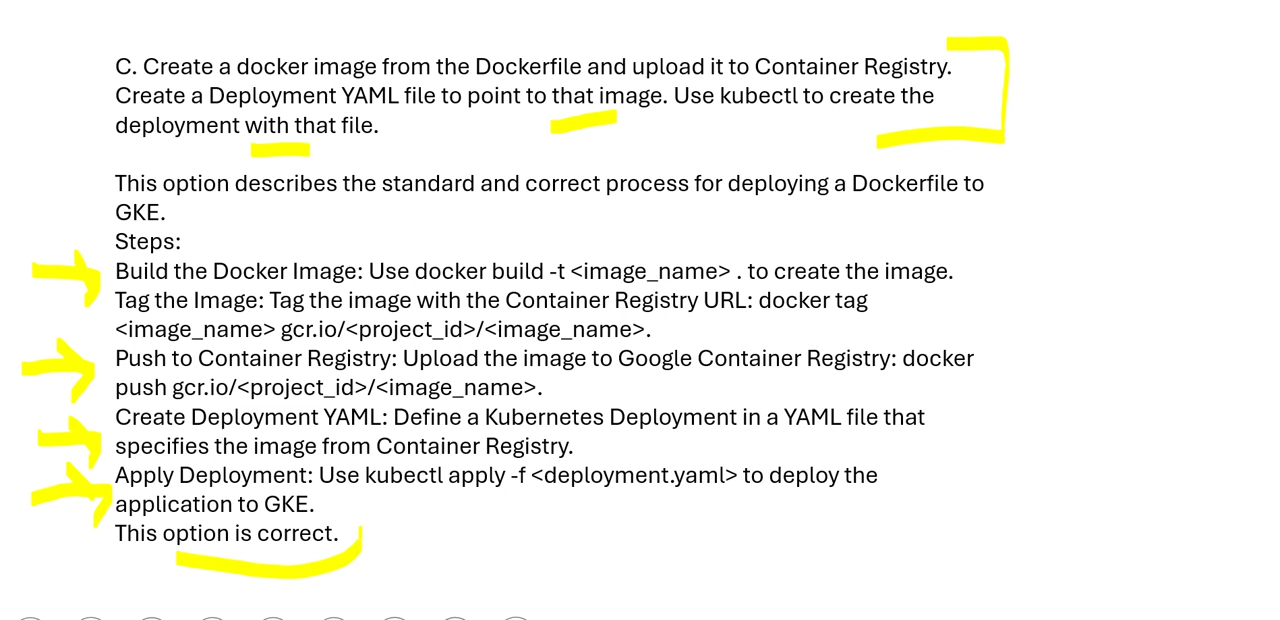 C. Create a docker image from the Dockerfile and upload it to Container Registry.
Create a Deployment YAML file to point to that image. Use kubectl to create the
deployment with that file.
This option describes the standard and correct process for deploying a Dockerfile to
GKE.
Steps:
Build the Docker Image: Use docker build -t <image_name> . to create the image.
Tag the Image: Tag the image with the Container Registry URL: docker tag
<image_name> gcr.io/<project_id>/<image_name>.
Push to Container Registry: Upload the image to Google Container Registry: docker
push gcr.io/<project_id>/<image_name>.
Create Deployment YAML: Define a Kubernetes Deployment in a YAML file that
specifies the image from Container Registry.
Apply Deployment: Use kubectl apply -f <deployment.yaml> to deploy the
application to GKE.
This option is correct.